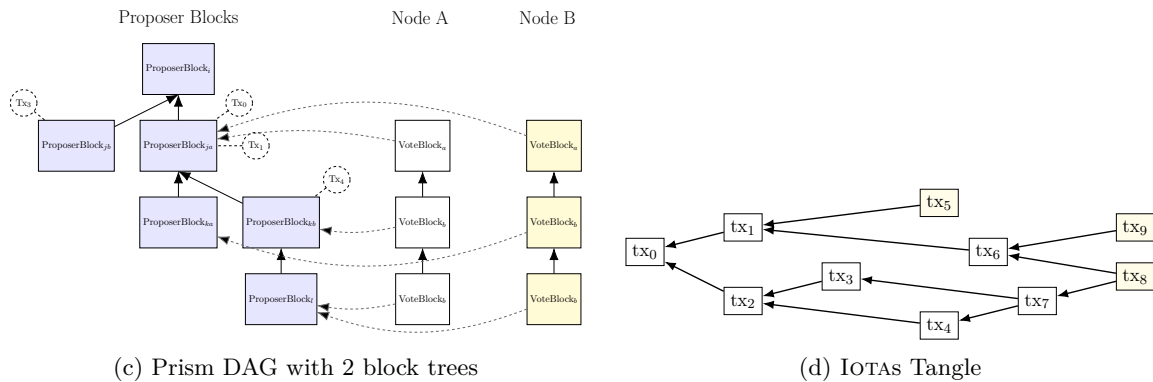 Proposer Blocks Node A Node B
ProposerBlock_i
Tx_3 Tx_0
ProposerBlock_jb ProposerBlock_ja Tx_1 VoteBlock_a VoteBlock_a
Tx_4
ProposerBlock_ka ProposerBlock_kb VoteBlock_b VoteBlock_b
ProposerBlock_l VoteBlock_b VoteBlock_b
(c) Prism DAG with 2 block trees
tx_5
tx_1 tx_9
tx_0 tx_6
tx_3 tx_8
tx_2 tx_7
tx_4
(d) IOTAs Tangle